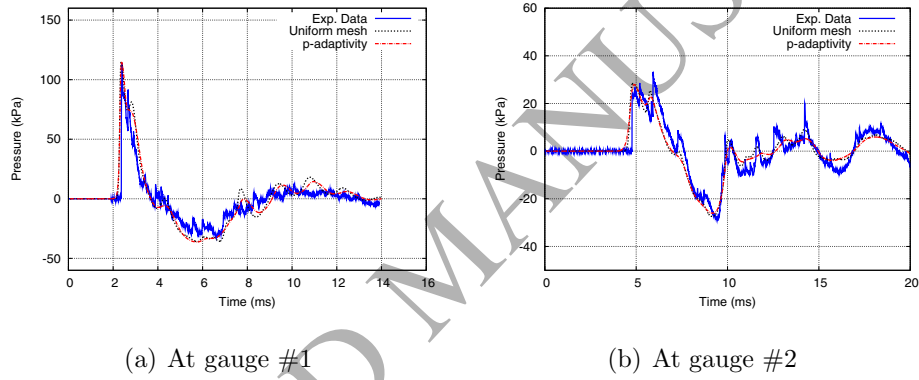 Exp. Data
Uniform mesh
p-adaptivity
150
100
50
0
-50
Pressure (kPa)
0 2 4 6 8 10 12 14 16
Time (ms)
(a) At gauge #1
Exp. Data
Uniform mesh
p-adaptivity
60
40
20
0
-20
-40
Pressure (kPa)
0 5 10 15 20
Time (ms)
(b) At gauge #2
D MANUS